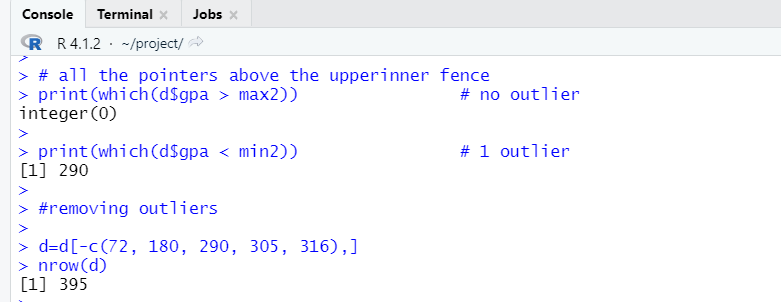 Console Terminal Jobs
R 4.1.2 · ~/project/
>
> # all the pointers above the upperinner fence
> print(which(d$gpa > max2)) # no outlier
integer(0)
>
> print(which(d$gpa < min2)) # 1 outlier
[1] 290
>
> #removing outliers
>
> d=d[-c(72, 180, 290, 305, 316),]
> nrow(d)
[1] 395
>